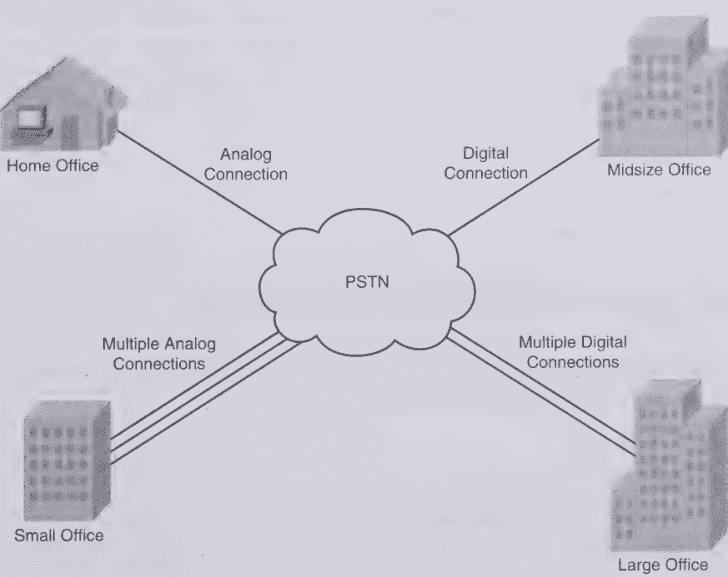 Home Office
Analog
Connection
Digital
Connection
Midsize Office
PSTN
Multiple Analog
Connections
Multiple Digital
Connections
Small Office
Large Office